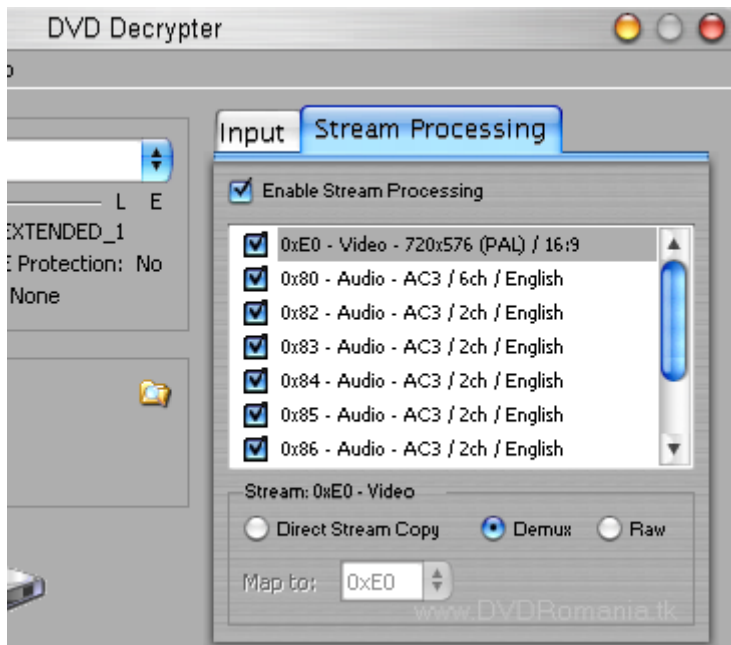 DVD Decrypter
Input
Stream Processing
L E
EXTENDED_1
E Protection: No
None
Enable Stream Processing
0xE0 - Video - 720x576 (PAL) / 16:9
0x80 - Audio - AC3 / 6ch / English
0x82 - Audio - AC3 / 2ch / English
0x83 - Audio - AC3 / 2ch / English
0x84 - Audio - AC3 / 2ch / English
0x85 - Audio - AC3 / 2ch / English
0x86 - Audio - AC3 / 2ch / English
Stream: 0xE0 - Video
Direct Stream Copy Demux Raw
Map to: 0xE0
www.DVDRomania.tk